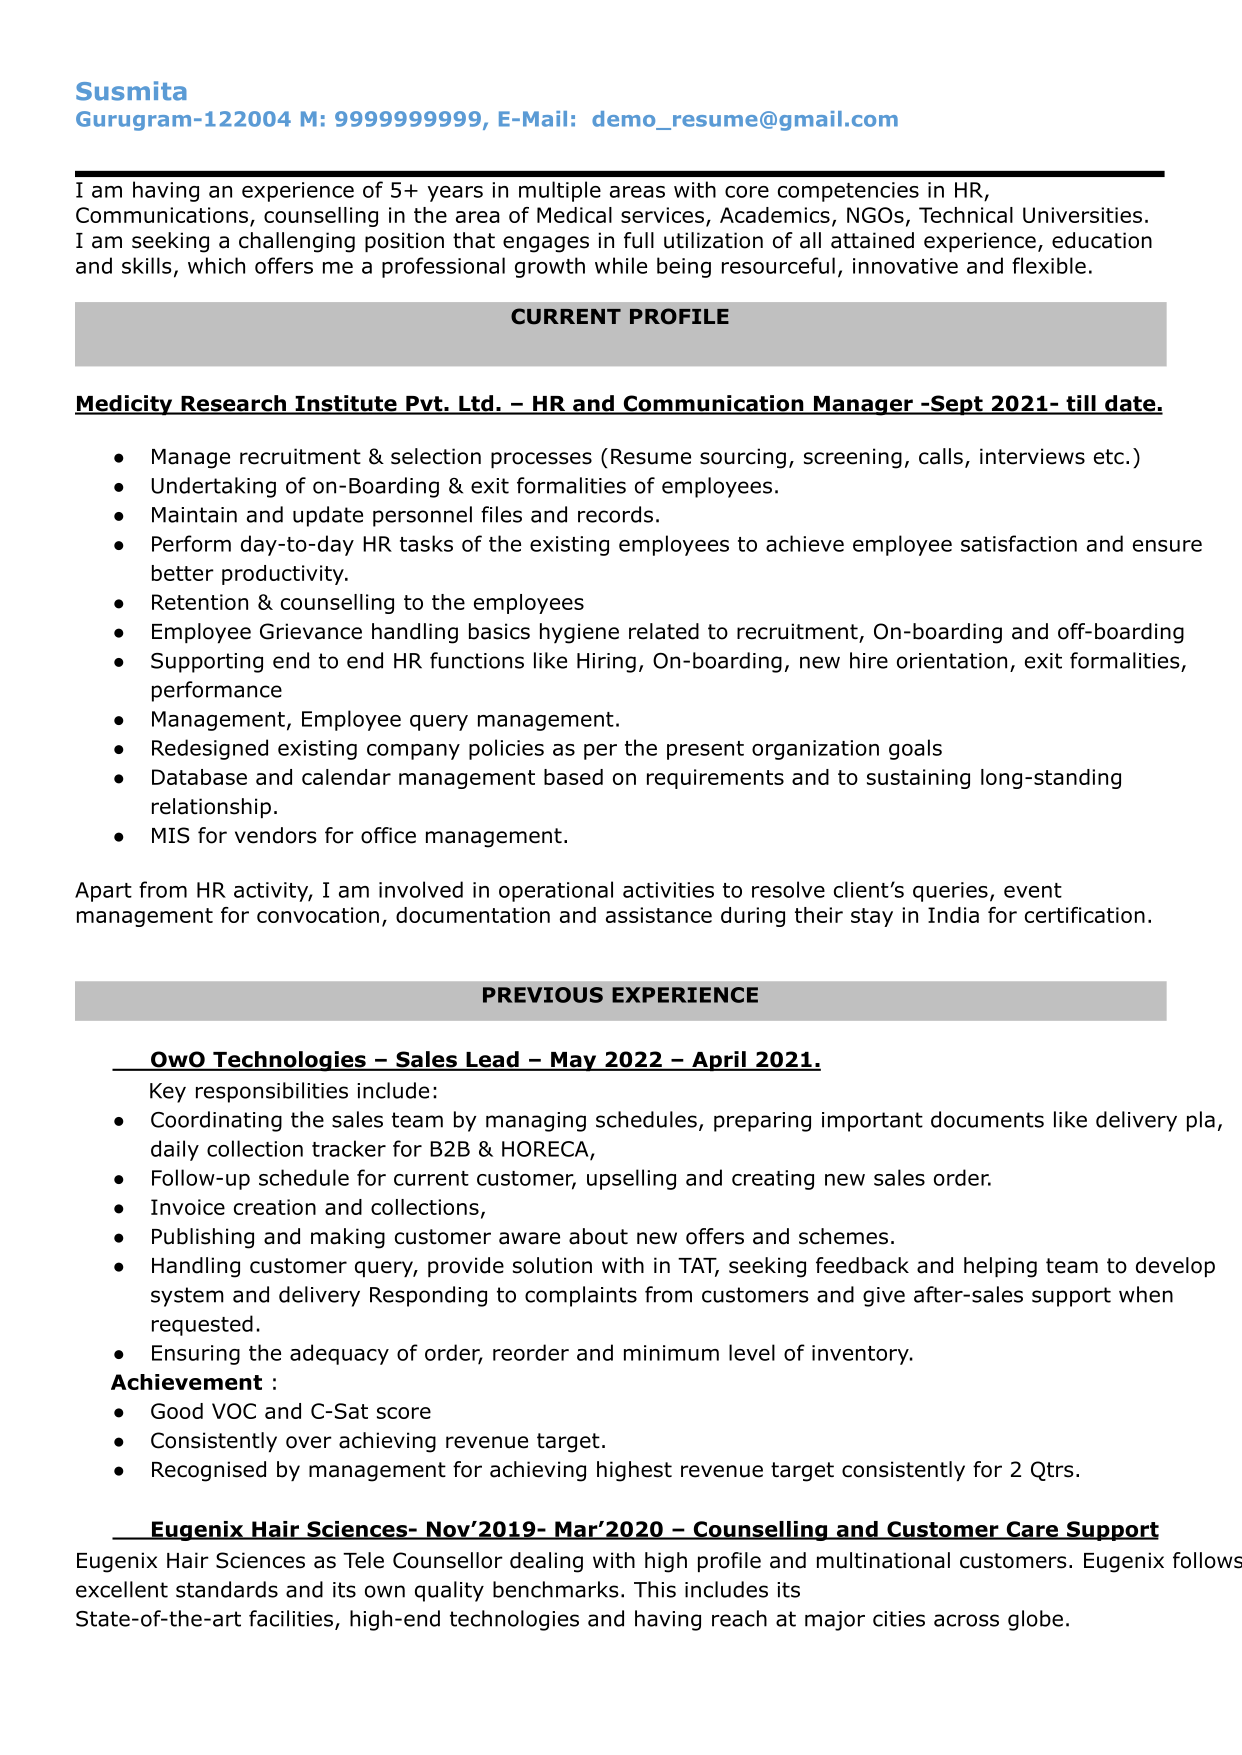 Susmita
Gurugram-122004 M: 9999999999, E-Mail: demo_resume@gmail.com
I am having an experience of 5+ years in multiple areas with core competencies in HR,
Communications, counselling in the area of Medical services, Academics, NGOs, Technical Universities.
I am seeking a challenging position that engages in full utilization of all attained experience, education
and skills, which offers me a professional growth while being resourceful, innovative and flexible.
CURRENT PROFILE
Medicity Research Institute Pvt. Ltd. – HR and Communication Manager -Sept 2021- till date.
● Manage recruitment & selection processes (Resume sourcing, screening, calls, interviews etc.)
● Undertaking of on-Boarding & exit formalities of employees.
● Maintain and update personnel files and records.
● Perform day-to-day HR tasks of the existing employees to achieve employee satisfaction and ensure
better productivity.
● Retention & counselling to the employees
● Employee Grievance handling basics hygiene related to recruitment, On-boarding and off-boarding
● Supporting end to end HR functions like Hiring, On-boarding, new hire orientation, exit formalities,
performance
● Management, Employee query management.
● Redesigned existing company policies as per the present organization goals
● Database and calendar management based on requirements and to sustaining long-standing
relationship.
● MIS for vendors for office management.
Apart from HR activity, I am involved in operational activities to resolve client’s queries, event
management for convocation, documentation and assistance during their stay in India for certification.
PREVIOUS EXPERIENCE
OwO Technologies – Sales Lead – May 2022 – April 2021.
Key responsibilities include:
● Coordinating the sales team by managing schedules, preparing important documents like delivery pla,
daily collection tracker for B2B & HORECA,
● Follow-up schedule for current customer, upselling and creating new sales order.
● Invoice creation and collections,
● Publishing and making customer aware about new offers and schemes.
● Handling customer query, provide solution with in TAT, seeking feedback and helping team to develop
system and delivery Responding to complaints from customers and give after-sales support when
requested.
● Ensuring the adequacy of order, reorder and minimum level of inventory.
Achievement :
● Good VOC and C-Sat score
● Consistently over achieving revenue target.
● Recognised by management for achieving highest revenue target consistently for 2 Qtrs.
Eugenix Hair Sciences- Nov’2019- Mar’2020 – Counselling and Customer Care Support
Eugenix Hair Sciences as Tele Counsellor dealing with high profile and multinational customers. Eugenix follows
excellent standards and its own quality benchmarks. This includes its
State-of-the-art facilities, high-end technologies and having reach at major cities across globe.